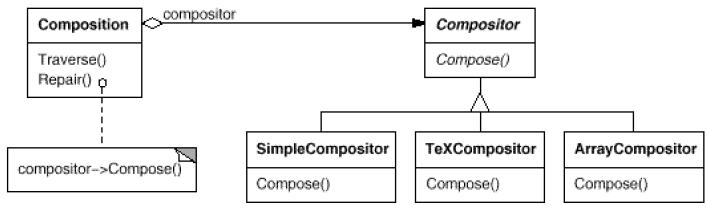 Composition
compositor
Compositor
Traverse()
Repair()
Compose()
compositor->Compose()
SimpleCompositor
TeXCompositor
ArrayCompositor
Compose()
Compose()
Compose()